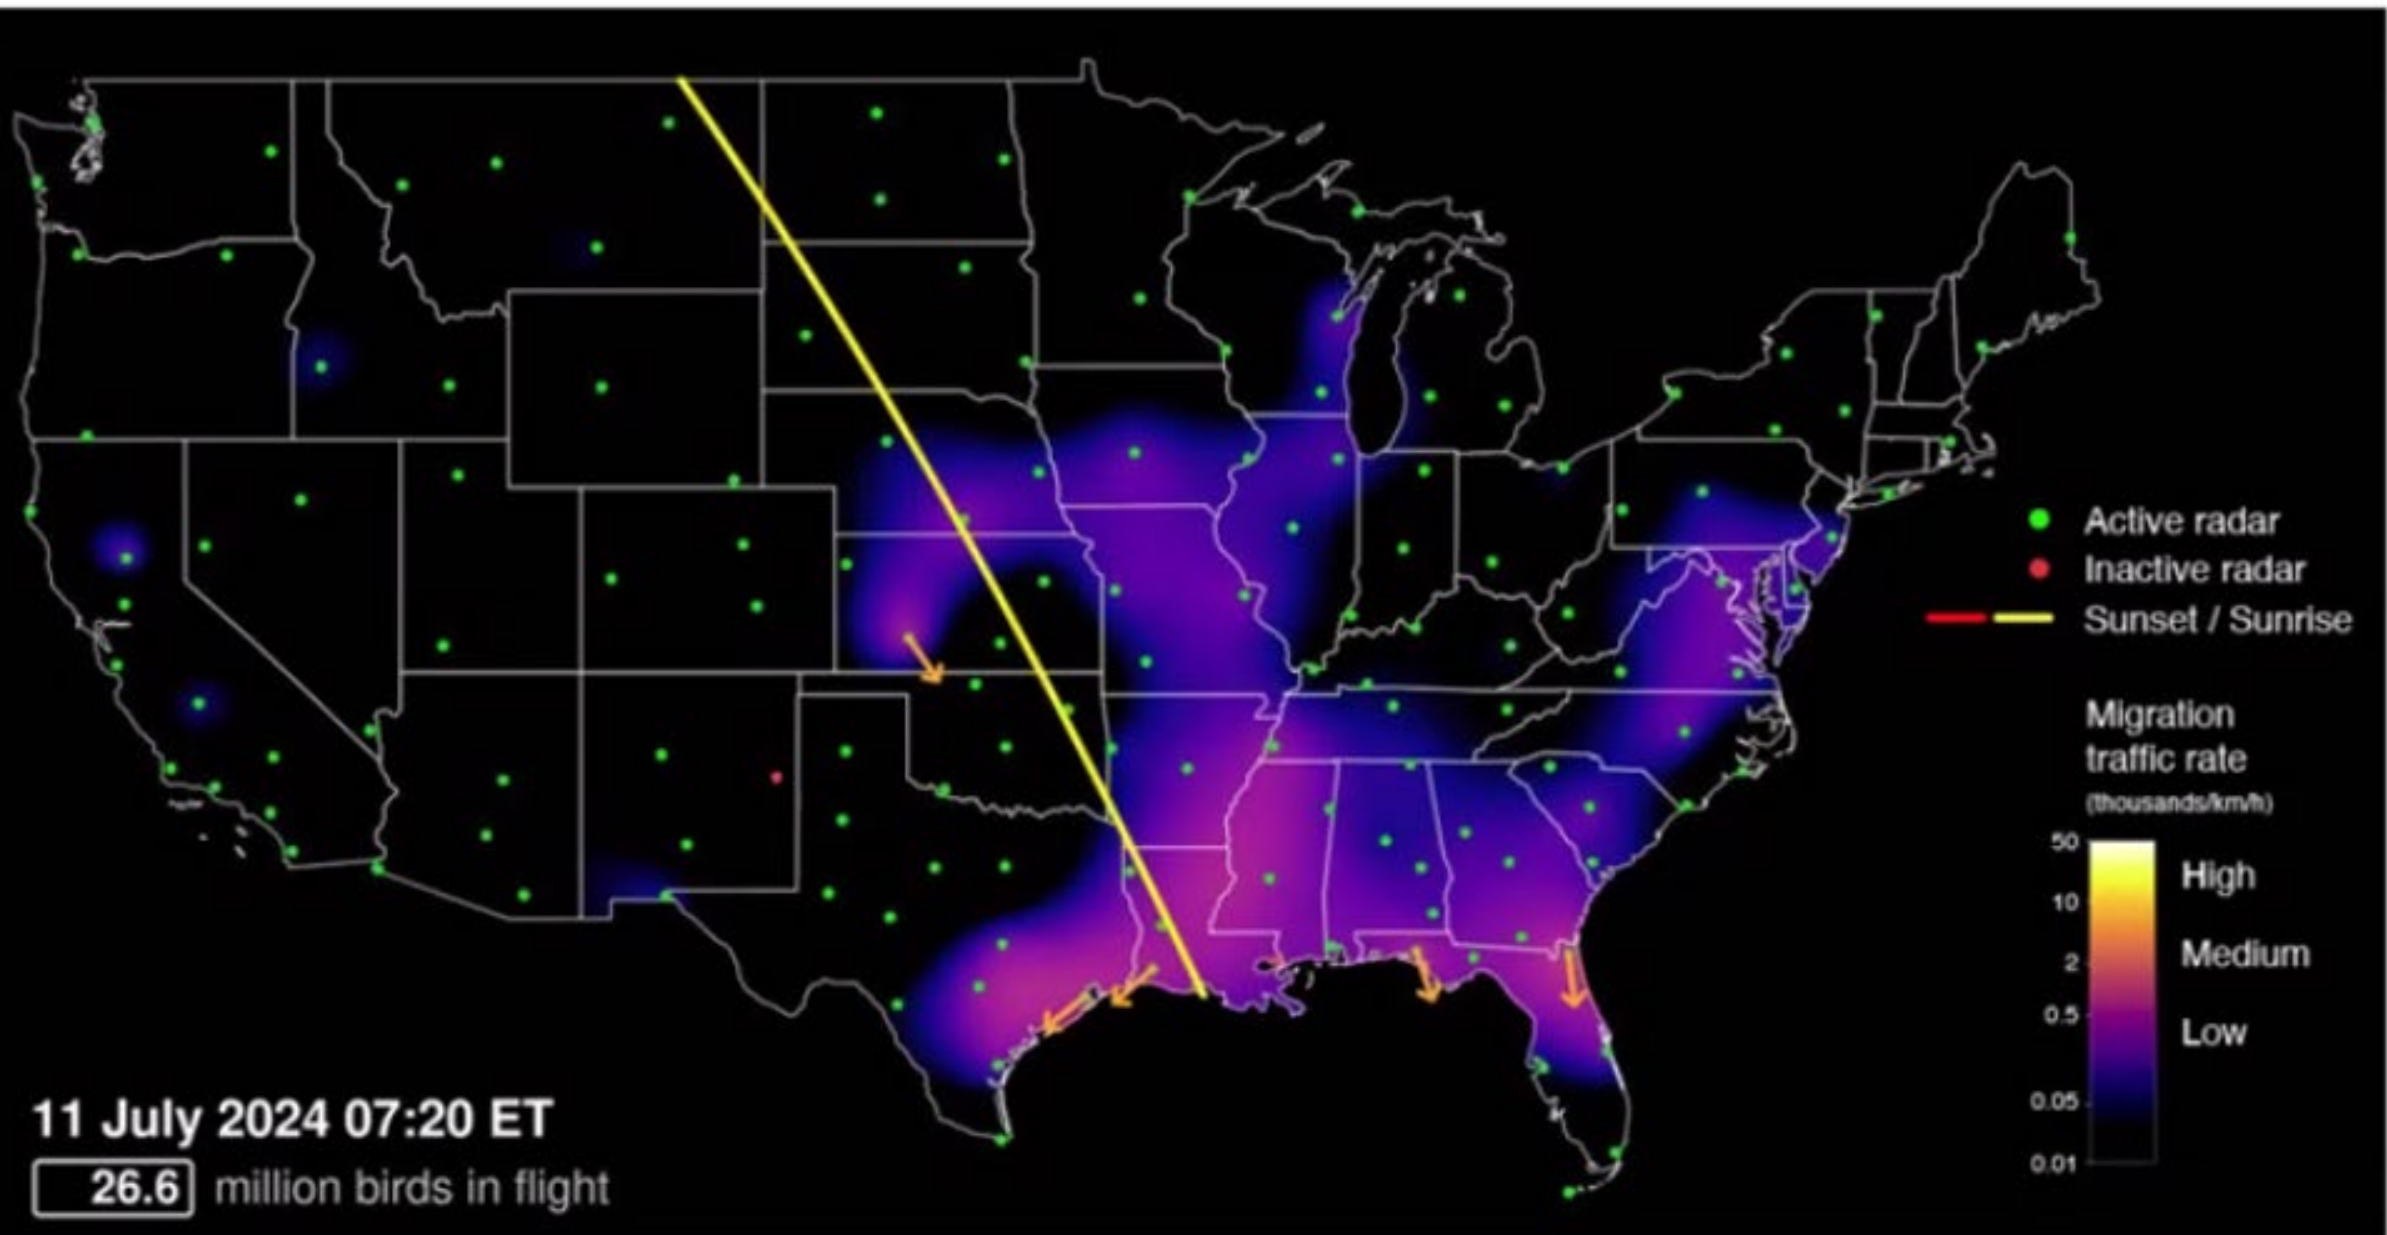 Active radar
Inactive radar
Sunset / Sunrise
Migration
traffic rate
(thousands/km/h)
50
High
10
Medium
2
0.5
Low
0.05
0.01
11 July 2024 07:20 ET
26.6 million birds in flight